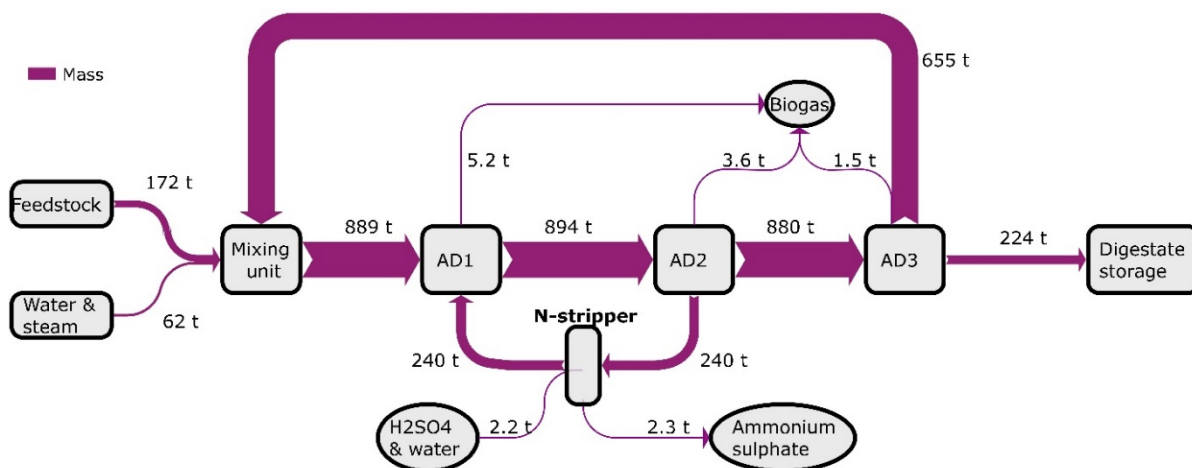 655 t
Mass
Biogas
5.2 t
3.6 t
1.5 t
172 t
Feedstock
889 t
894 t
880 t
224 t
Mixing
unit
AD1
AD2
AD3
Digestate
storage
Water &
steam
62 t
N-stripper
240 t
240 t
H2SO4
& water
2.2 t
2.3 t
Ammonium
sulphate